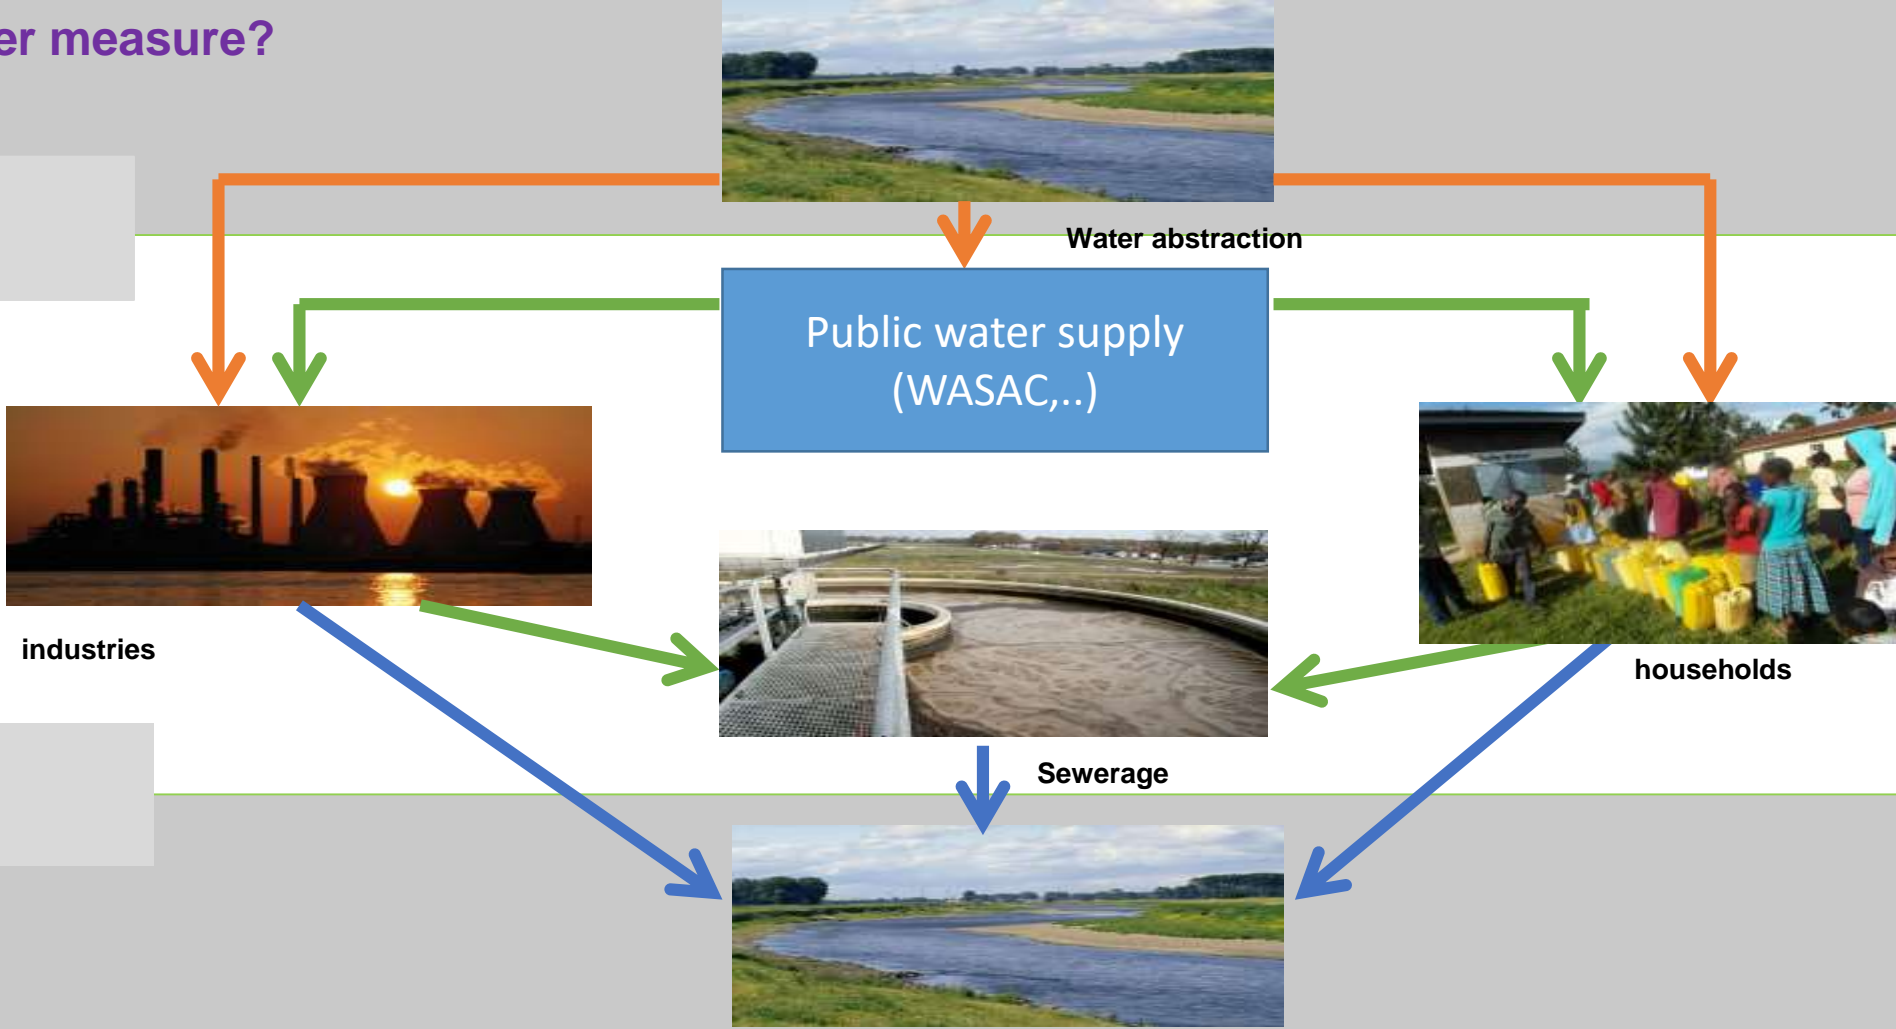 er measure?
Water abstraction
Public water supply
(WASAC,..)
industries
households
Sewerage